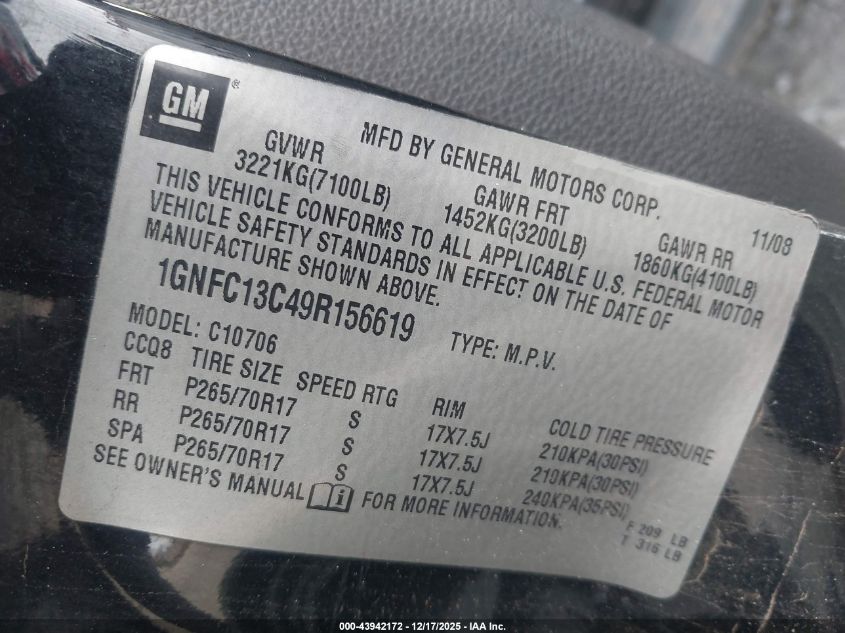 GM ®
MFD BY GENERAL MOTORS CORP.
11/08
GVWR GAWR FRT GAWR RR
3221KG(7100LB) 1452KG(3200LB) 1860KG(4100LB)
THIS VEHICLE CONFORMS TO ALL APPLICABLE U.S. FEDERAL MOTOR
VEHICLE SAFETY STANDARDS IN EFFECT ON THE DATE OF
MANUFACTURE SHOWN ABOVE.
1GNFC13C49R156619
TYPE: M.P.V.
MODEL: C10706
CCQ8 TIRE SIZE SPEED RTG RIM COLD TIRE PRESSURE
FRT P265/70R17 S 17X7.5J 210KPA(30PSI)
RR P265/70R17 S 17X7.5J 210KPA(30PSI)
SPA P265/70R17 S 17X7.5J 240KPA(35PSI)
SEE OWNER'S MANUAL FOR MORE INFORMATION.
F 209 LB
T 316 LB
000-43942172 - 12/17/2025 - IAA Inc.